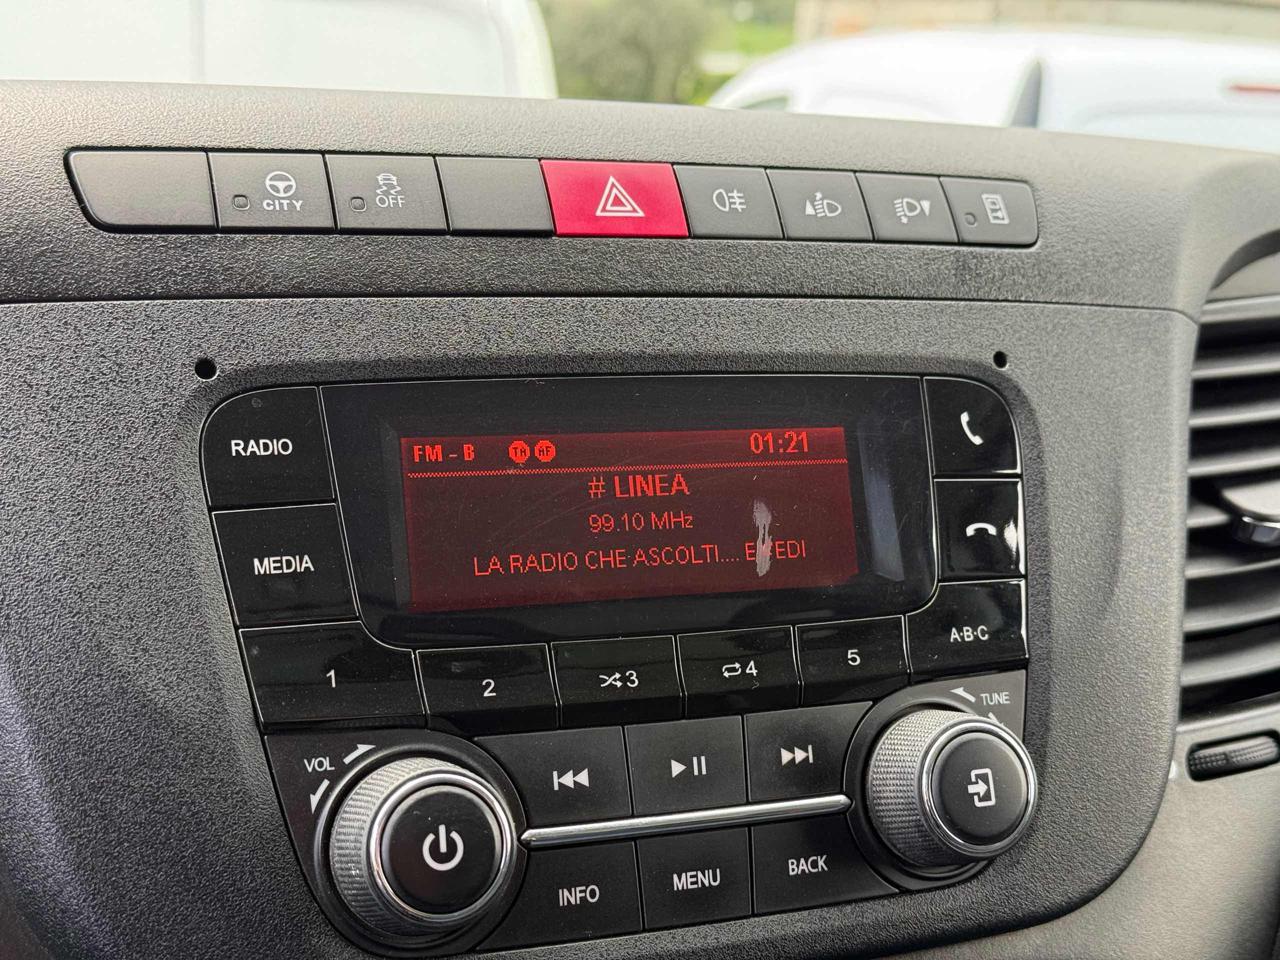 CITY
OFF
RADIO
MEDIA
FM - B TA AF 01:21
# LINEA
99.10 MHz
LA RADIO CHE ASCOLTI....
A·B·C
1 2 3 4 5
VOL
TUNE
INFO MENU BACK